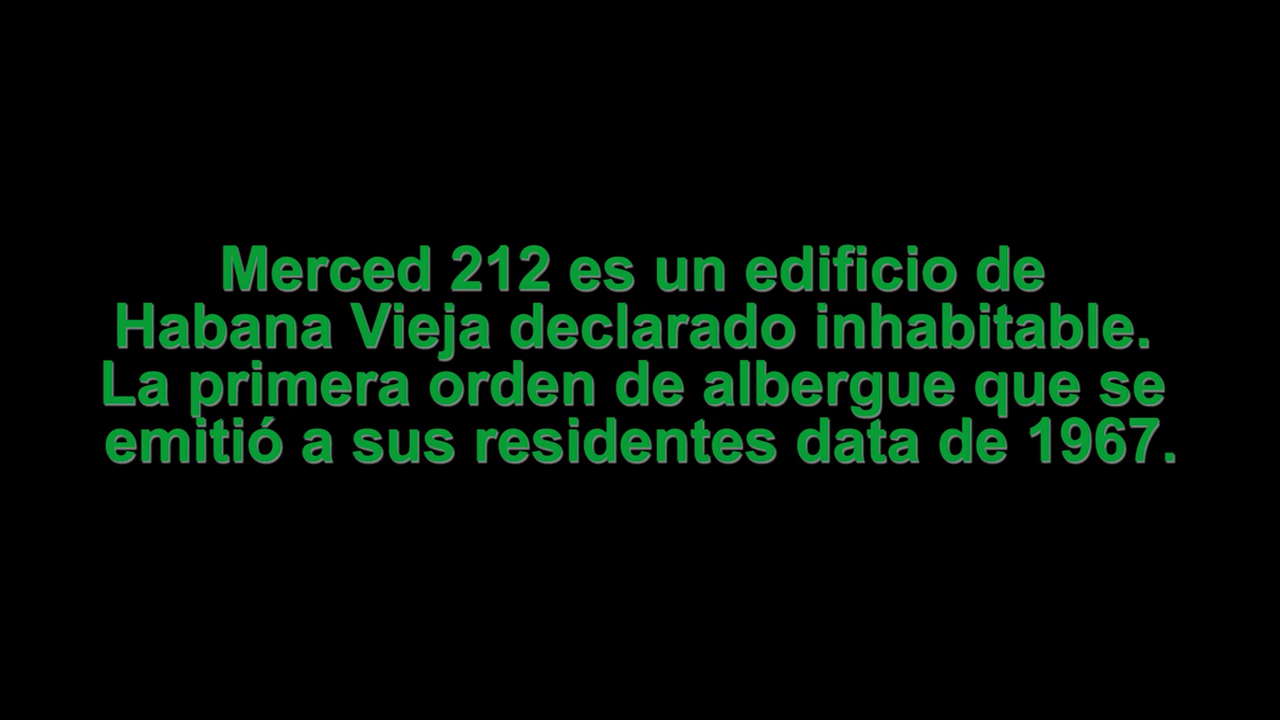 Merced 212 es un edificio de
Habana Vieja declarado inhabitable.
La primera orden de albergue que se
emitió a sus residentes data de 1967.